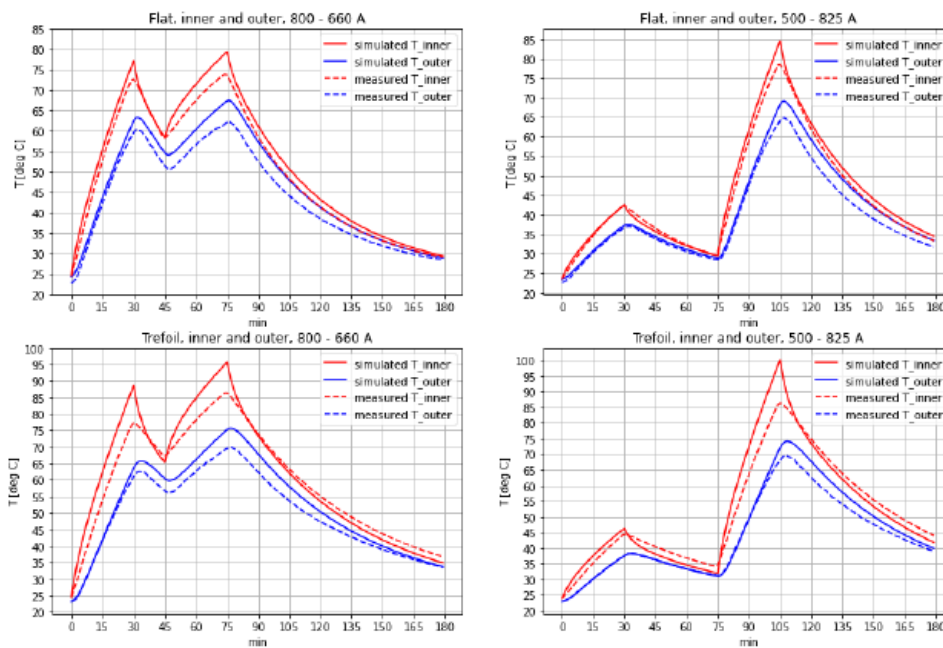 Flat, inner and outer, 800 - 660 A
85
80
75
70
65
60
55
50
45
40
35
30
25
20
T [deg C]
0 15 30 45 60 75 90 105 120 135 150 165 180
min
simulated T_inner
simulated T_outer
measured T_inner
measured T_outer
Flat, inner and outer, 500 - 825 A
85
80
75
70
65
60
55
50
45
40
35
30
25
20
T [deg C]
0 15 30 45 60 75 90 105 120 135 150 165 180
min
simulated T_inner
simulated T_outer
measured T_inner
measured T_outer
Trefoil, inner and outer, 800 - 660 A
100
95
90
85
80
75
70
65
60
55
50
45
40
35
30
25
20
T [deg C]
0 15 30 45 60 75 90 105 120 135 150 165 180
min
simulated T_inner
simulated T_outer
measured T_inner
measured T_outer
Trefoil, inner and outer, 500 - 825 A
100
95
90
85
80
75
70
65
60
55
50
45
40
35
30
25
20
T [deg C]
0 15 30 45 60 75 90 105 120 135 150 165 180
min
simulated T_inner
simulated T_outer
measured T_inner
measured T_outer